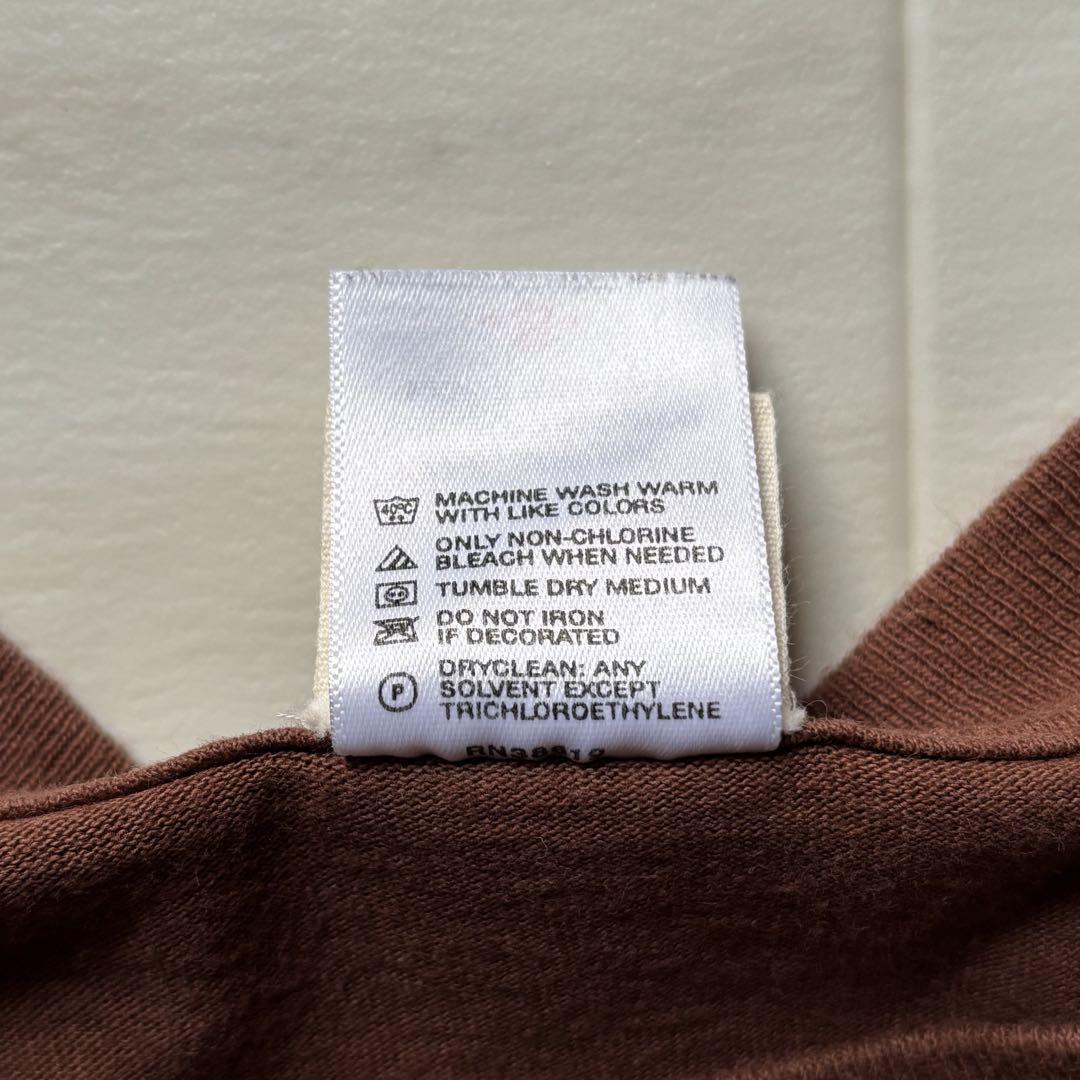 40°C
MACHINE WASH WARM
WITH LIKE COLORS
ONLY NON-CHLORINE
BLEACH WHEN NEEDED
TUMBLE DRY MEDIUM
DO NOT IRON
IF DECORATED
P
DRYCLEAN: ANY
SOLVENT EXCEPT
TRICHLOROETHYLENE